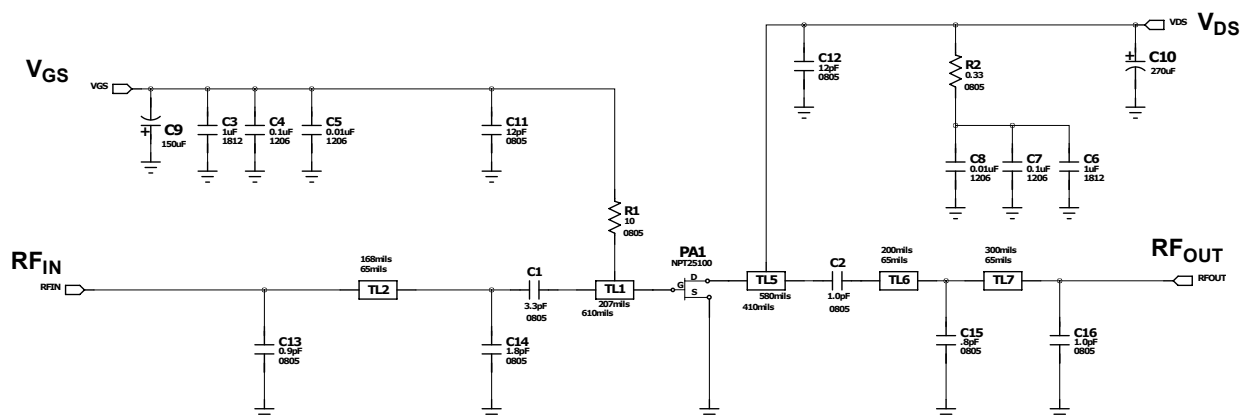 VDS
VDS
C12
12pF
0805
R2
0.33
0805
C10
270uF
+
VGS
VGS
C9
150uF
+
C3
1uF
1812
C4
0.1uF
1206
C5
0.01uF
1206
C11
12pF
0805
C8
0.01uF
1206
C7
0.1uF
1206
C6
1uF
1812
R1
10
0805
RFIN
RFIN
168mils
65mils
TL2
C1
3.3pF
0805
TL1
207mils
610mils
PA1
NPT25100
G
D
S
TL5
580mils
410mils
C2
1.0pF
0805
200mils
65mils
TL6
300mils
65mils
TL7
RFOUT
RFOUT
C13
0.9pF
0805
C14
1.8pF
0805
C15
.8pF
0805
C16
1.0pF
0805